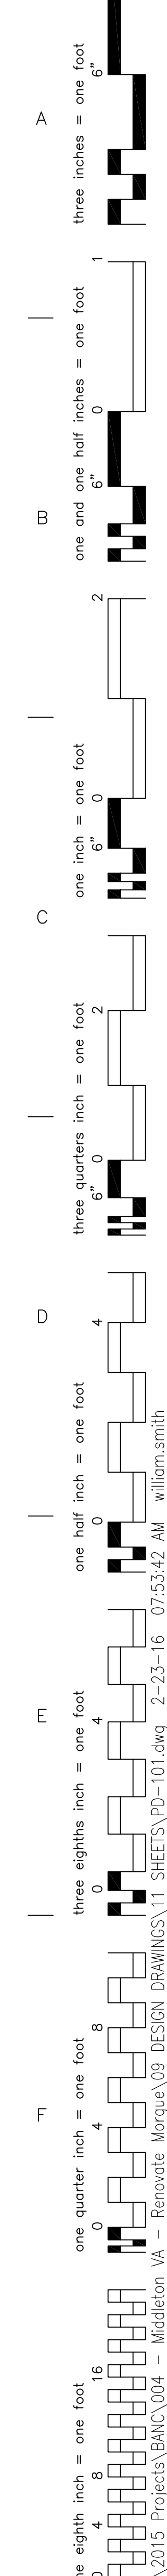 A
B
C
D
E
F
three inches = one foot
6"
one and one half inches = one foot
6"
0
1
one inch = one foot
6"
0
2
three quarters inch = one foot
6"
0
2
one half inch = one foot
0
4
three eighths inch = one foot
0
4
one quarter inch = one foot
0
4
8
eighth inch = one foot
4
8
16
2015 Projects\BANC\004 - Middleton VA - Renovate Morgue\09 DESIGN DRAWINGS\11 SHEETS\PD-101.dwg 2-23-16 07:53:42 AM william.smith